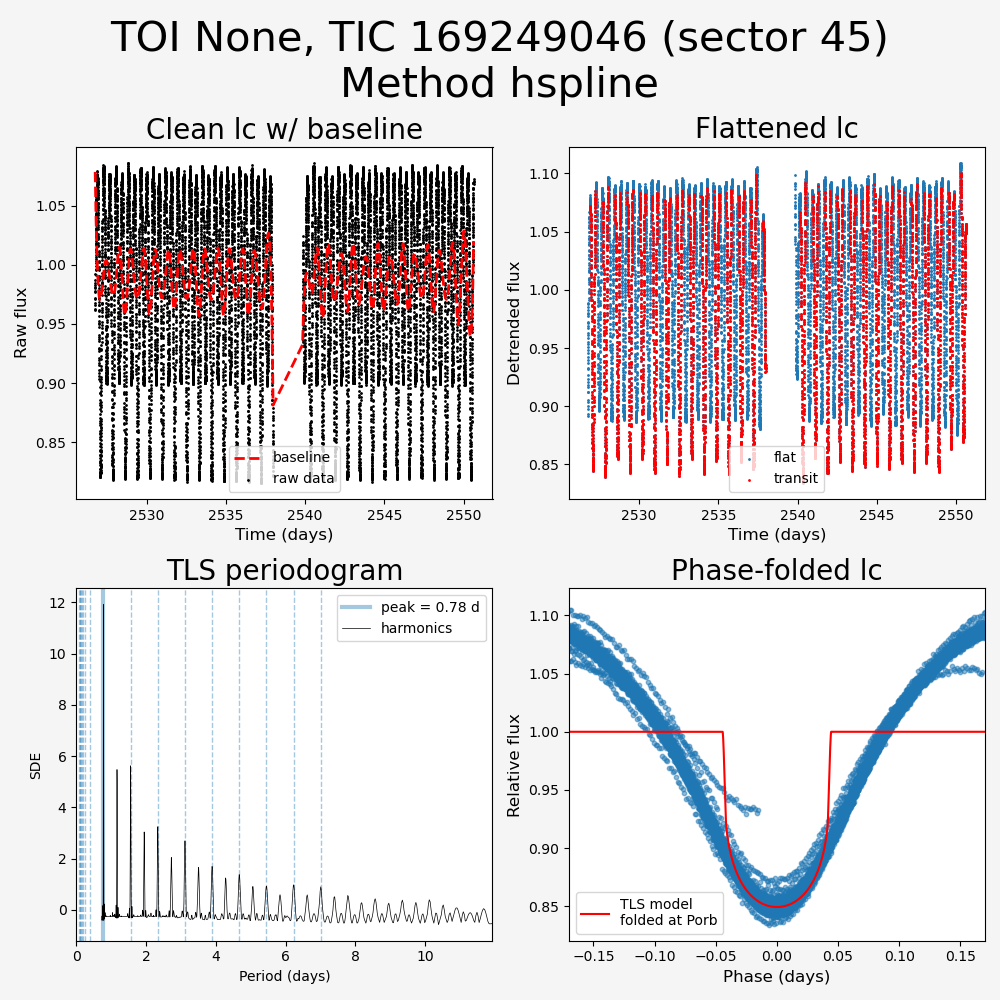 TOI None, TIC 169249046 (sector 45)
Method hspline
Clean lc w/ baseline
Raw flux
1.05
1.00
0.95
0.90
0.85
baseline
raw data
2530
2535
2540
2545
2550
Time (days)
Flattened lc
Detrended flux
1.10
1.05
1.00
0.95
0.90
0.85
flat
transit
2530
2535
2540
2545
2550
Time (days)
TLS periodogram
SDE
12
10
8
6
4
2
0
peak = 0.78 d
harmonics
0
2
4
6
8
10
Period (days)
Phase-folded lc
Relative flux
1.10
1.05
1.00
0.95
0.90
0.85
TLS model
folded at Porb
−0.15
−0.10
−0.05
0.00
0.05
0.10
0.15
Phase (days)